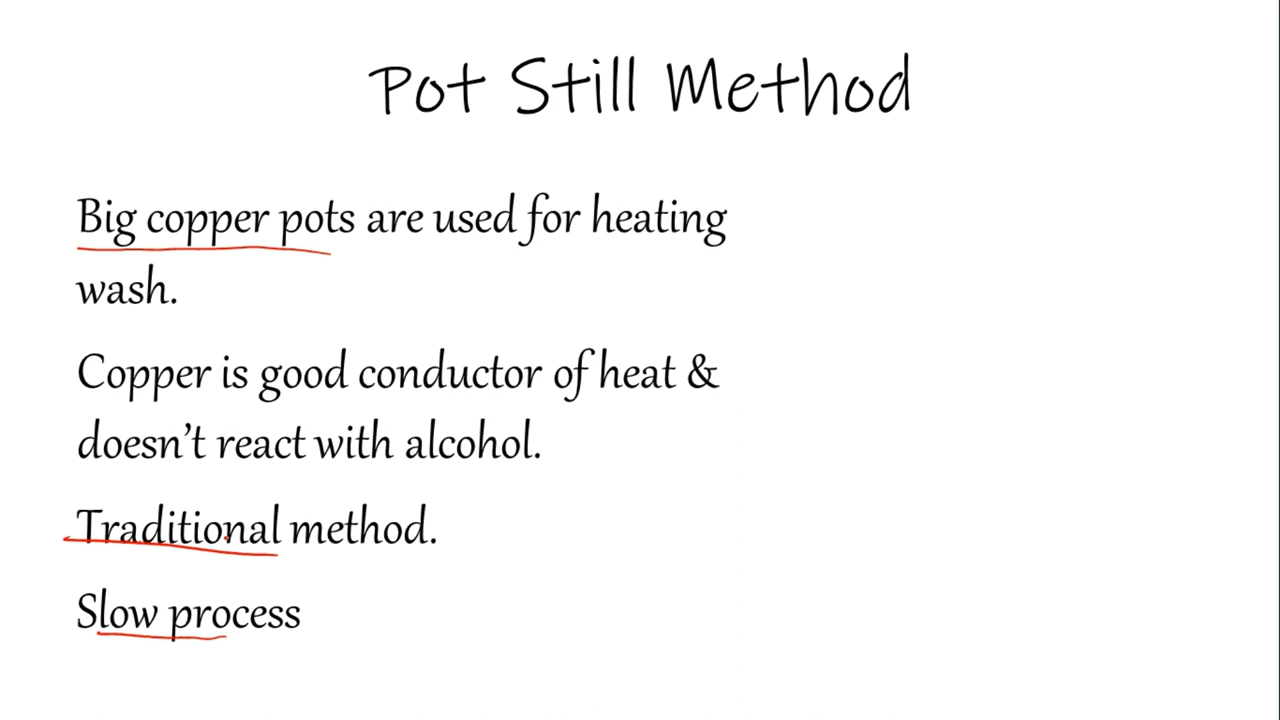 Pot Still Method
Big copper pots are used for heating
wash.
Copper is good conductor of heat &
doesn't react with alcohol.
Traditional method.
Slow process